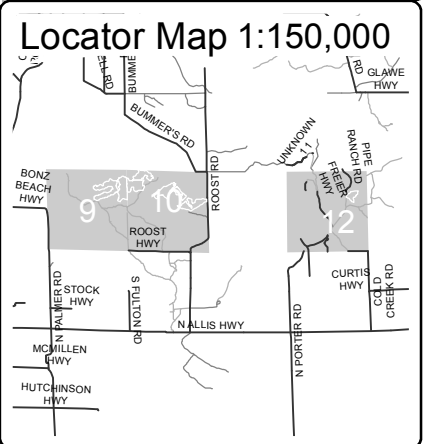 Locator Map 1:150,000
RD
GLAWE
HWY
BUMMER'S RD
UNKNOWN
11
PIPE
RANCH RD
FREIER
HWY
ROOST RD
BONZ
BEACH
HWY
9
10
12
ROOST
HWY
STOCK
HWY
N PALMER RD
S FULTON RD
N ALLIS HWY
CURTIS
HWY
COLD
CREEK RD
N PORTER RD
MCMILLEN
HWY
HUTCHINSON
HWY